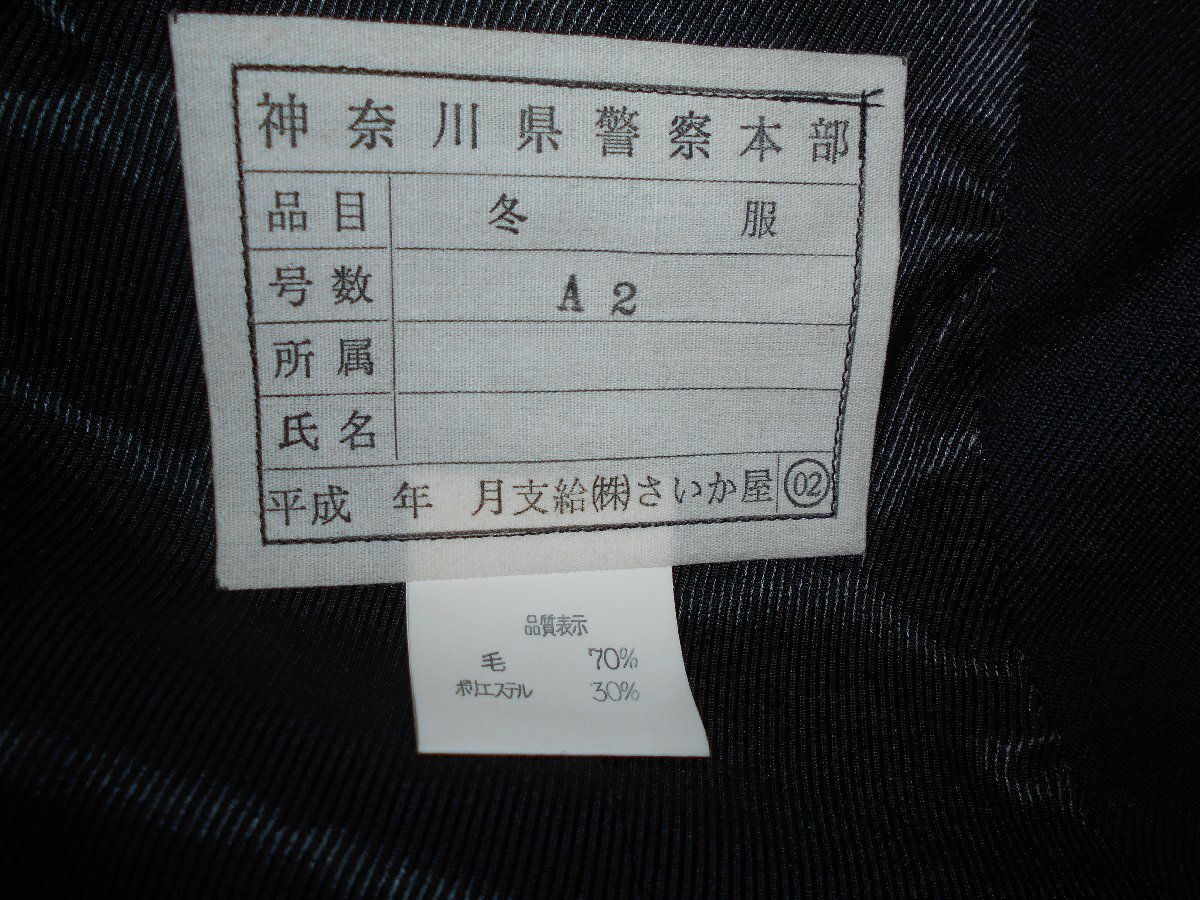 神奈川県警察本部
品目 冬 服
号数 A2
所属
氏名
平成 年 月支給㈱さいか屋 02
品質表示
毛 70%
ポリエステル 30%